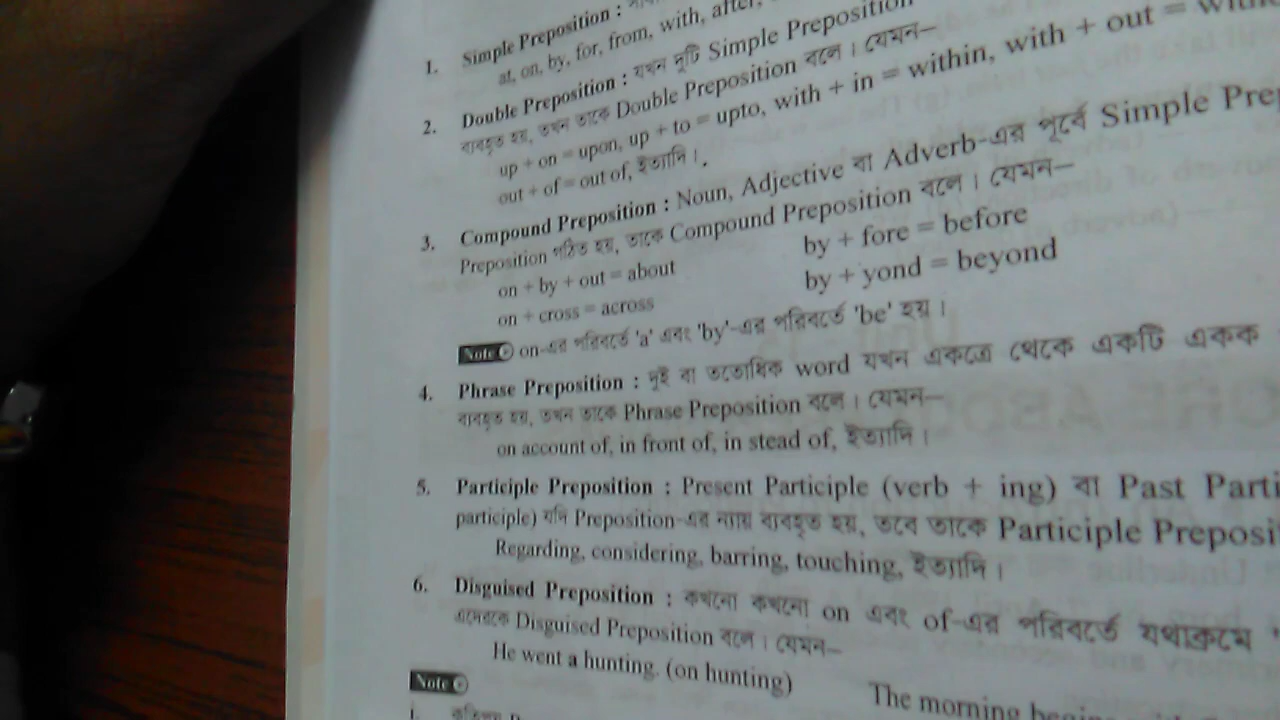 1. Simple Preposition :
at, on, by, for, from, with, after,
2. Double Preposition : যখন দুটি Simple Preposition
ব্যবহৃত হয়, তখন তাকে Double Preposition বলে। যেমন—
up + on = upon, up + to = upto, with + in = within, with + out =
out + of = out of, ইত্যাদি।
3. Compound Preposition : Noun, Adjective বা Adverb-এর পূর্বে Simple
Preposition গঠিত হয়, তাকে Compound Preposition বলে। যেমন—
on + by + out = about by + fore = before
on + cross = across by + yond = beyond
Note on-এর পরিবর্তে 'a' এবং 'by'-এর পরিবর্তে 'be' হয়।
4. Phrase Preposition : দুই বা ততোধিক word যখন একত্রে থেকে একটি একক
ব্যবহৃত হয়, তখন তাকে Phrase Preposition বলে। যেমন—
on account of, in front of, in stead of, ইত্যাদি।
5. Participle Preposition : Present Participle (verb + ing) বা Past
participle) যদি Preposition-এর ন্যায় ব্যবহৃত হয়, তবে তাকে Participle
Regarding, considering, barring, touching, ইত্যাদি।
6. Disguised Preposition : কখনো কখনো on এবং of-এর পরিবর্তে যথাক্রমে
এদেরকে Disguised Preposition বলে। যেমন—
He went a hunting. (on hunting) The morning
Note
i.